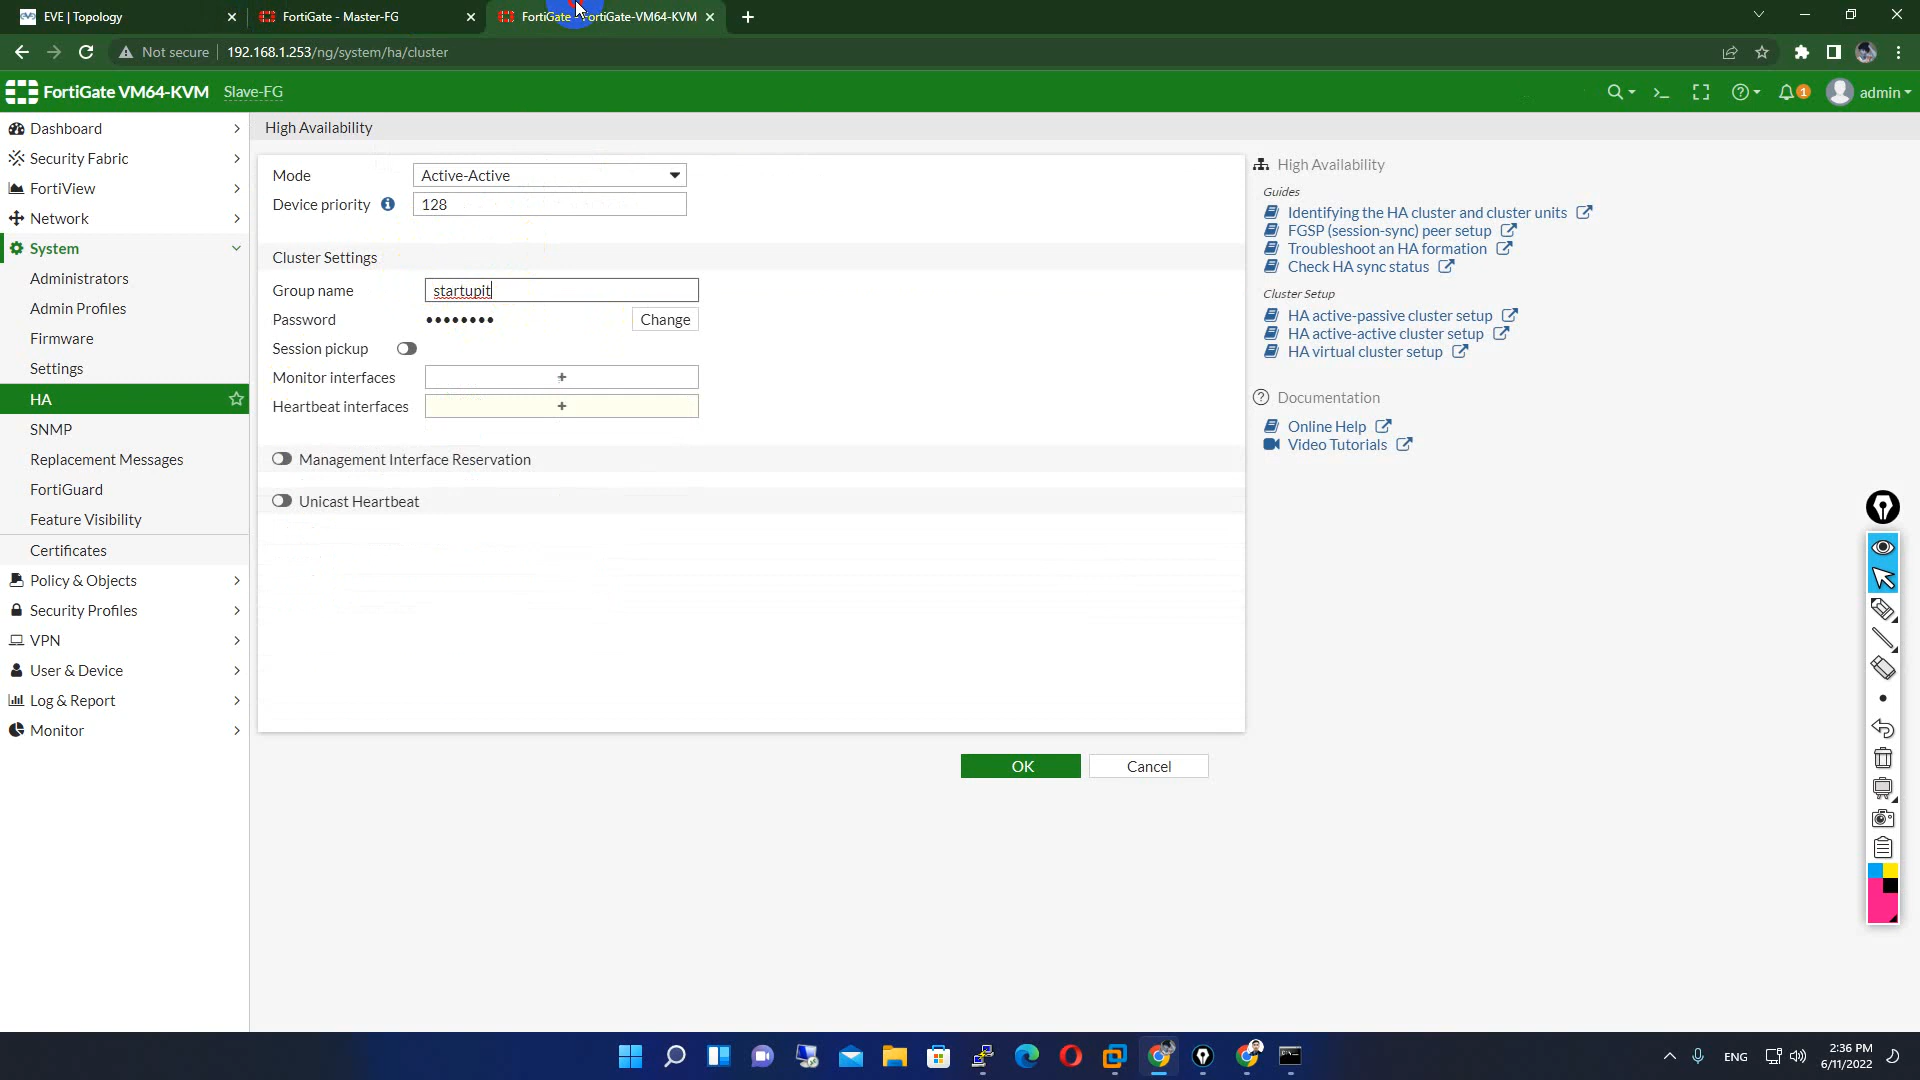 EVE | Topology
FortiGate - Master-FG
FortiGate - FortiGate-VM64-KVM
Not secure
192.168.1.253/ng/system/ha/cluster
FortiGate VM64-KVM
Slave-FG
1
admin
Dashboard
Security Fabric
FortiView
Network
System
Administrators
Admin Profiles
Firmware
Settings
HA
SNMP
Replacement Messages
FortiGuard
Feature Visibility
Certificates
Policy & Objects
Security Profiles
VPN
User & Device
Log & Report
Monitor
High Availability
Mode
Active-Active
Device priority
128
Cluster Settings
Group name
startupit
Password
••••••••
Change
Session pickup
Monitor interfaces
+
Heartbeat interfaces
+
Management Interface Reservation
Unicast Heartbeat
OK
Cancel
High Availability
Guides
Identifying the HA cluster and cluster units
FGSP (session-sync) peer setup
Troubleshoot an HA formation
Check HA sync status
Cluster Setup
HA active-passive cluster setup
HA active-active cluster setup
HA virtual cluster setup
Documentation
Online Help
Video Tutorials
ENG
2:36 PM
6/11/2022